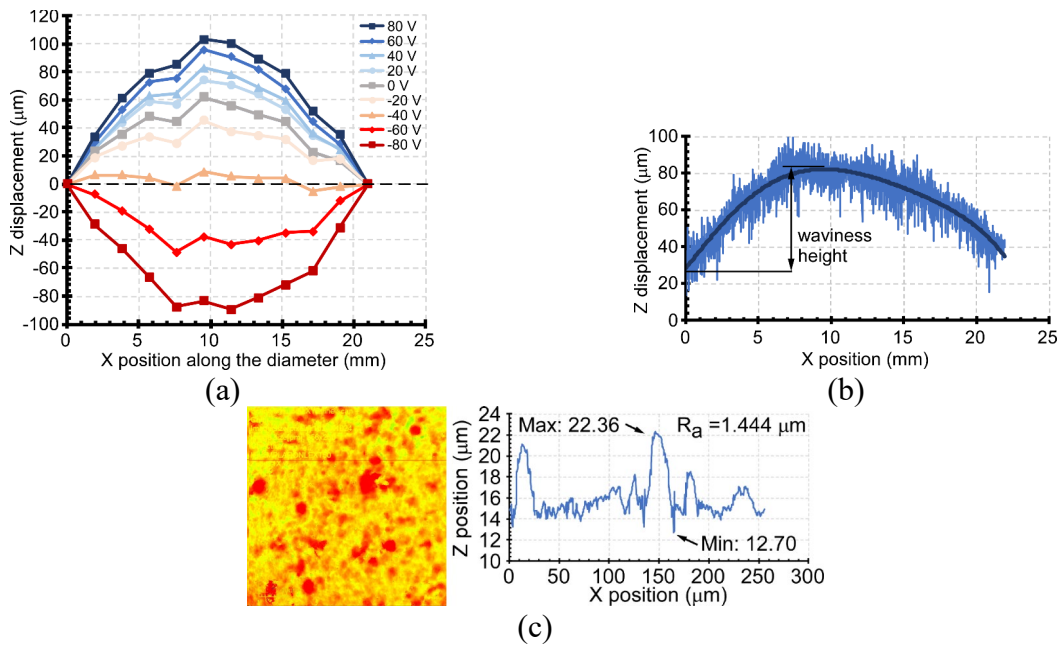 120
100
80
60
40
20
0
-20
-40
-60
-80
-100
Z displacement (μm)
80 V
60 V
40 V
20 V
0 V
-20 V
-40 V
-60 V
-80 V
0 5 10 15 20 25
X position along the diameter (mm)
(a)
100
80
60
40
20
0
Z displacement (μm)
waviness
height
0 5 10 15 20 25
X position (mm)
(b)
24
22
20
18
16
14
12
10
Z position (μm)
Max: 22.36
Ra =1.444 μm
Min: 12.70
0 50 100 150 200 250 300
X position (μm)
(c)